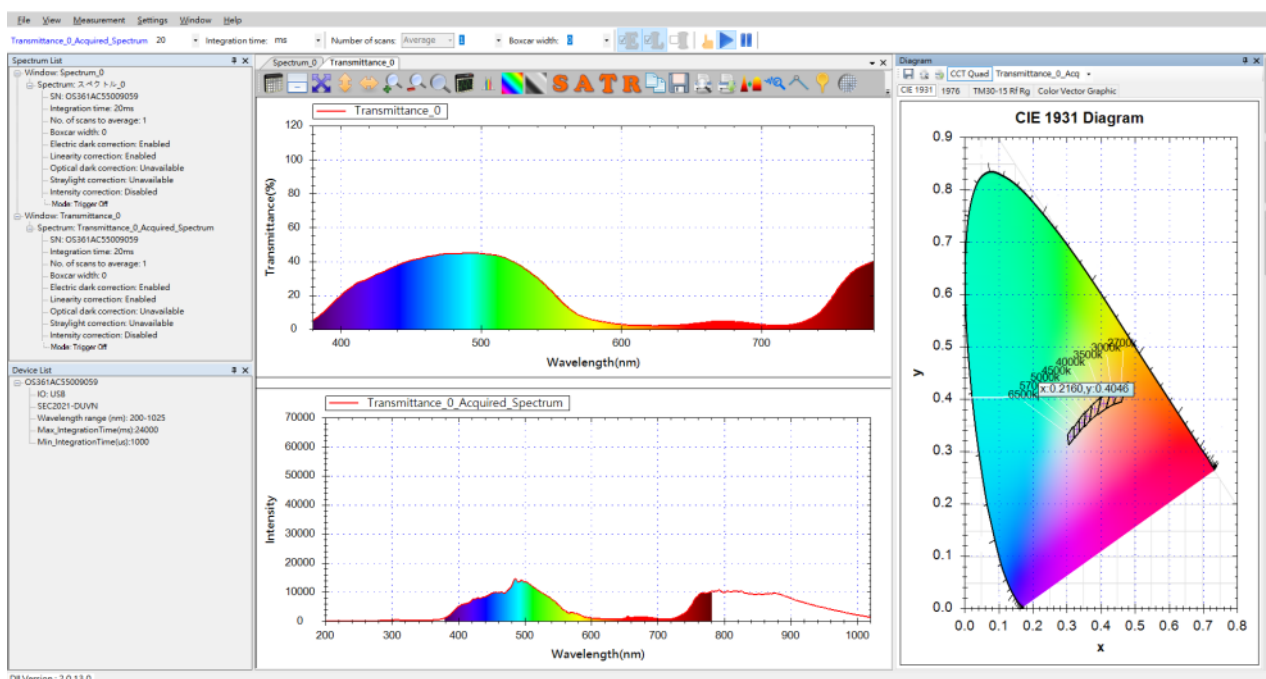 File View Measurement Settings Window Help
Transmittance_0_Acquired_Spectrum 20 Integration time: ms Number of scans: Average 1 Boxcar width: 0
Spectrum List
Window: Spectrum_0
Spectrum: スペクトル_0
SN: OS361AC55009059
Integration time: 20ms
No. of scans to average: 1
Boxcar width: 0
Electric dark correction: Enabled
Linearity correction: Enabled
Optical dark correction: Unavailable
Straylight correction: Unavailable
Intensity correction: Disabled
Mode: Trigger Off
Window: Transmittance_0
Spectrum: Transmittance_0_Acquired_Spectrum
SN: OS361AC55009059
Integration time: 20ms
No. of scans to average: 1
Boxcar width: 0
Electric dark correction: Enabled
Linearity correction: Enabled
Optical dark correction: Unavailable
Straylight correction: Unavailable
Intensity correction: Disabled
Mode: Trigger Off
Device List
OS361AC55009059
IO: USB
SEC2021-DUVN
Wavelength range (nm): 200-1025
Max_IntegrationTime(ms):24000
Min_IntegrationTime(us):1000
Dll Version : 2.0.13.0
Spectrum_0 Transmittance_0
S A T R
Transmittance_0
Transmittance(%)
120
100
80
60
40
20
0
400 500 600 700
Wavelength(nm)
Transmittance_0_Acquired_Spectrum
Intensity
70000
60000
50000
40000
30000
20000
10000
0
200 300 400 500 600 700 800 900 1000
Wavelength(nm)
Diagram
CCT Quad Transmittance_0_Acq
CIE 1931 1976 TM30-15 Rf Rg Color Vector Graphic
CIE 1931 Diagram
y
0.9
0.8
0.7
0.6
0.5
0.4
0.3
0.2
0.1
0.0
2700k
3000k
3500k
4000k
4500k
5000k
570
6500k
x:0.2160,y:0.4046
0.0 0.1 0.2 0.3 0.4 0.5 0.6 0.7 0.8
x